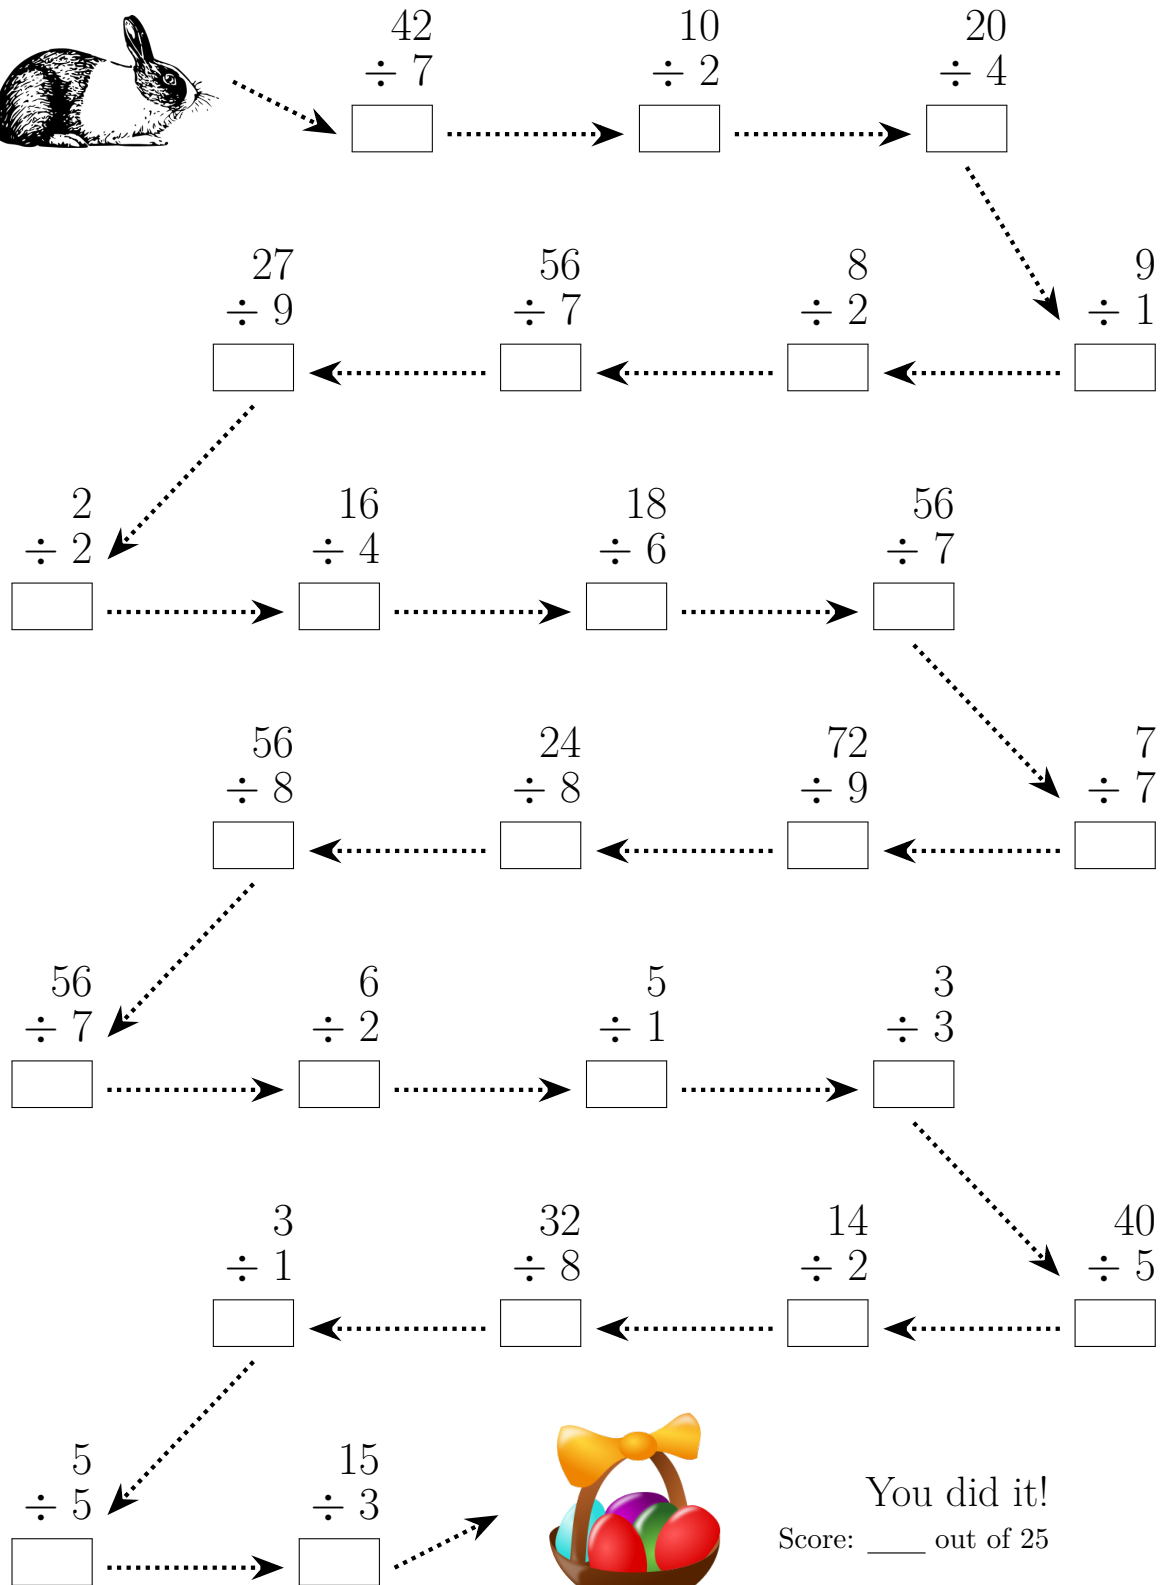 42 10 20
÷ 7 ÷ 2 ÷ 4
27 56 8 9
÷ 9 ÷ 7 ÷ 2 ÷ 1
2 16 18 56
÷ 2 ÷ 4 ÷ 6 ÷ 7
56 24 72 7
÷ 8 ÷ 8 ÷ 9 ÷ 7
56 6 5 3
÷ 7 ÷ 2 ÷ 1 ÷ 3
3 32 14 40
÷ 1 ÷ 8 ÷ 2 ÷ 5
5 15
÷ 5 ÷ 3
You did it!
Score: ____ out of 25